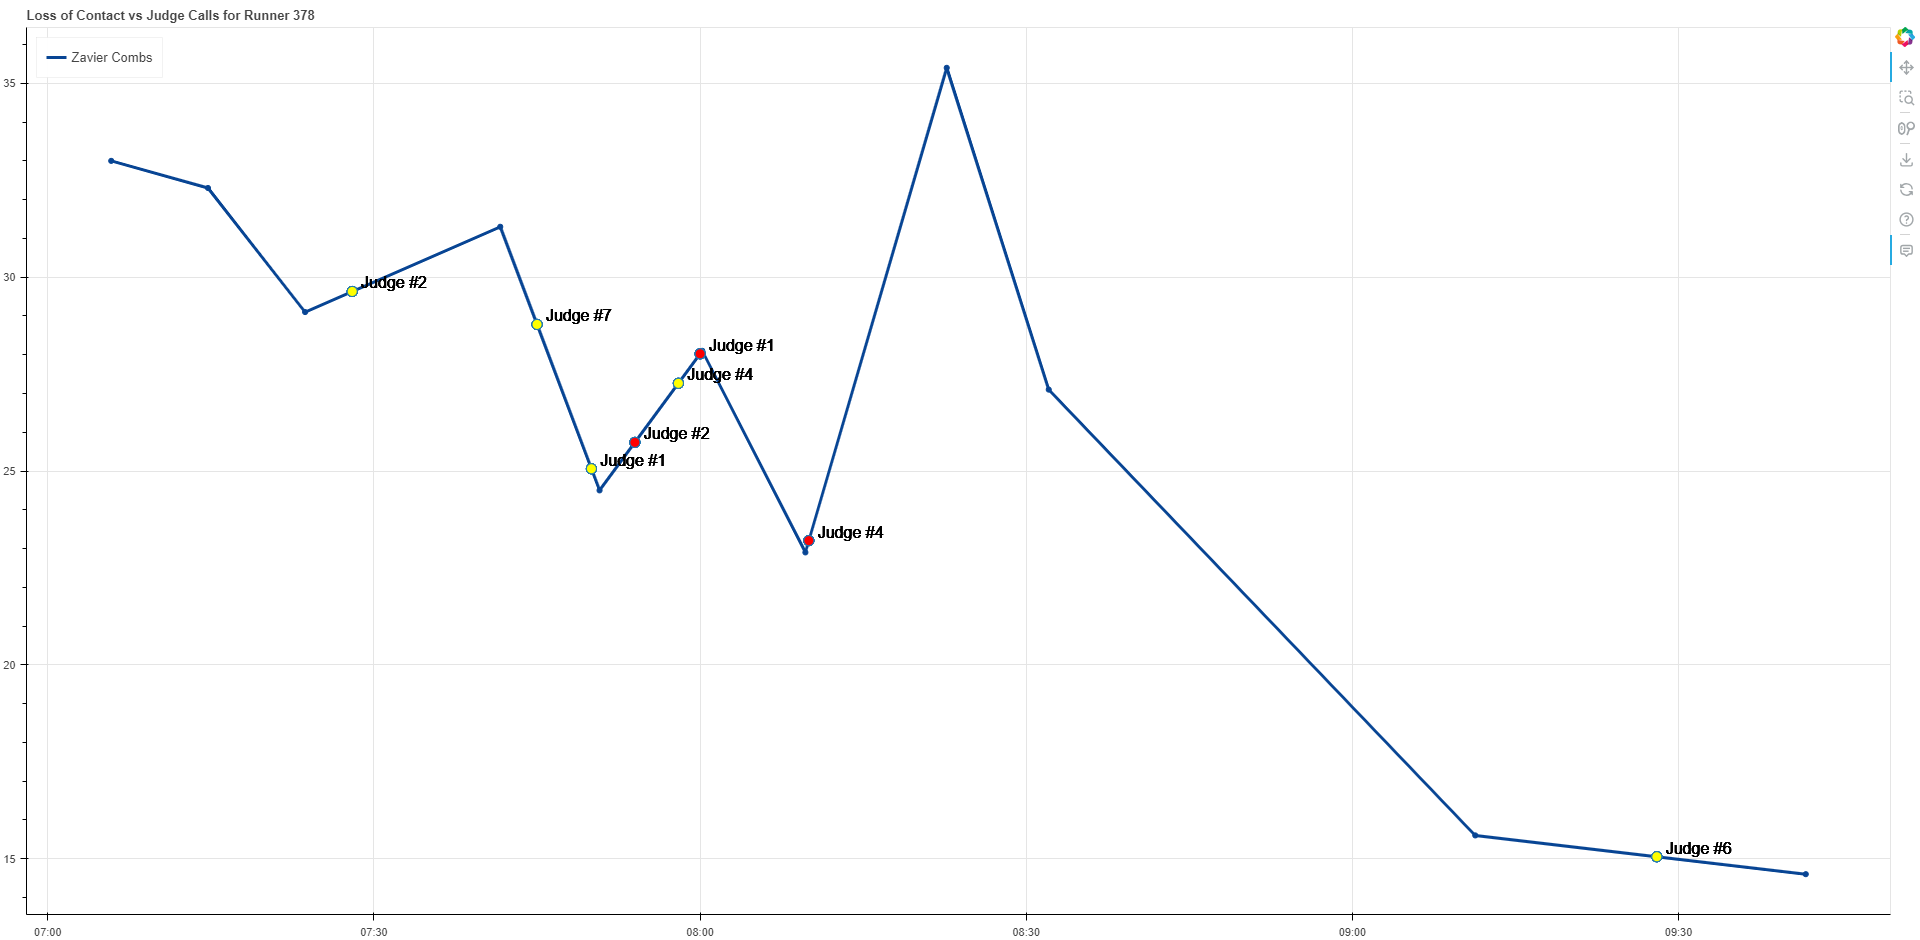 Loss of Contact vs Judge Calls for Runner 378
Zavier Combs
35
30
25
20
15
Judge #2
Judge #7
Judge #1
Judge #4
Judge #2
Judge #1
Judge #4
Judge #6
07:00
07:30
08:00
08:30
09:00
09:30